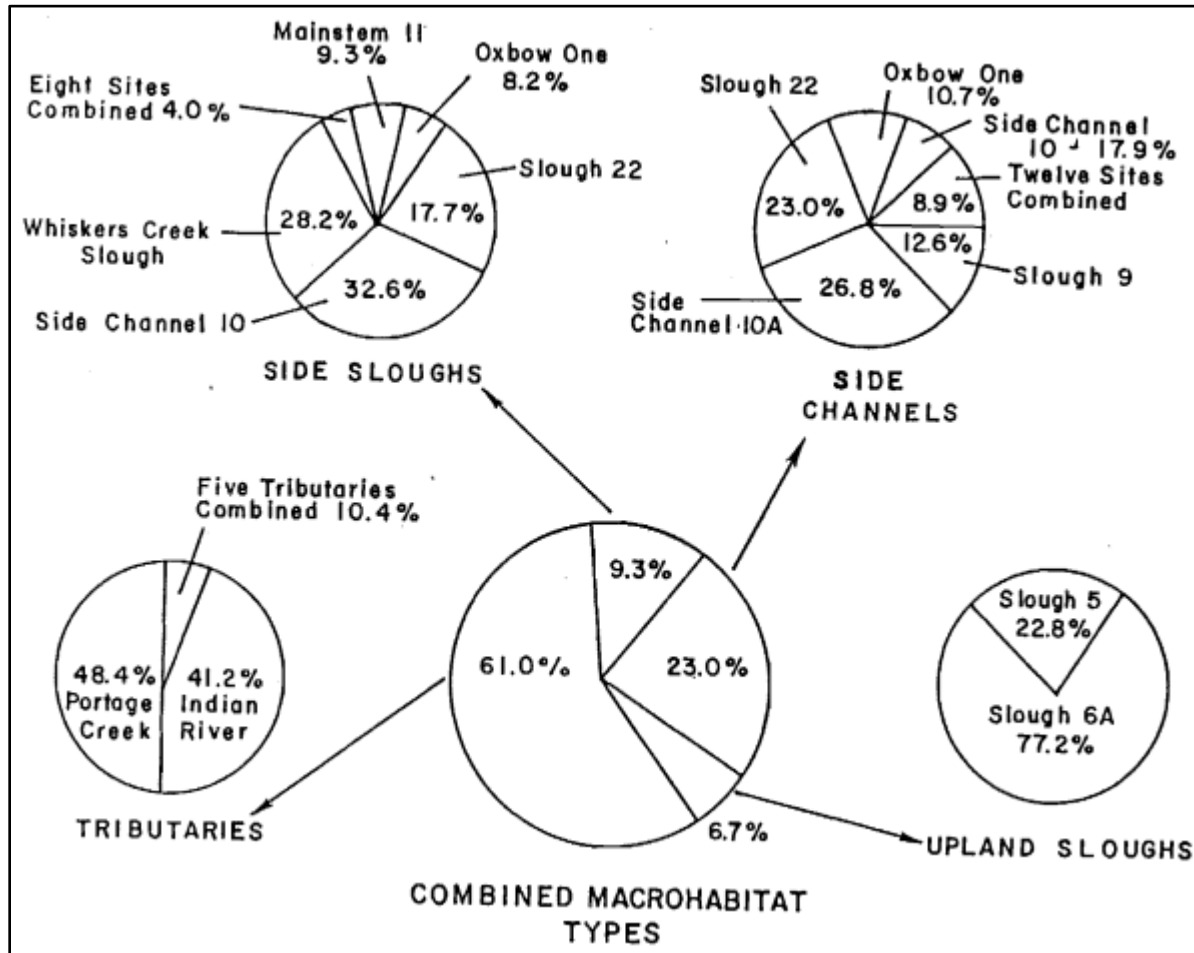 Mainstem 11
9.3%
Oxbow One
8.2%
Eight Sites
Combined 4.0%
Slough 22
17.7%
28.2%
Whiskers Creek
Slough
32.6%
Side Channel 10
SIDE SLOUGHS
Slough 22
Oxbow One
10.7%
Side Channel
10 - 17.9%
Twelve Sites
Combined
8.9%
23.0%
12.6%
Slough 9
26.8%
Side
Channel 10A
SIDE
CHANNELS
Five Tributaries
Combined 10.4%
48.4%
Portage
Creek
41.2%
Indian
River
TRIBUTARIES
9.3%
61.0%
23.0%
6.7%
COMBINED MACROHABITAT
TYPES
Slough 5
22.8%
Slough 6A
77.2%
UPLAND SLOUGHS